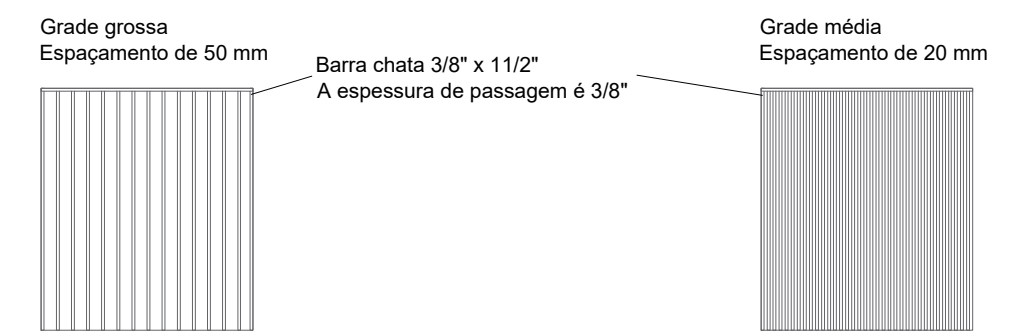 Grade grossa
Espaçamento de 50 mm
Barra chata 3/8" x 11/2"
A espessura de passagem é 3/8"
Grade média
Espaçamento de 20 mm